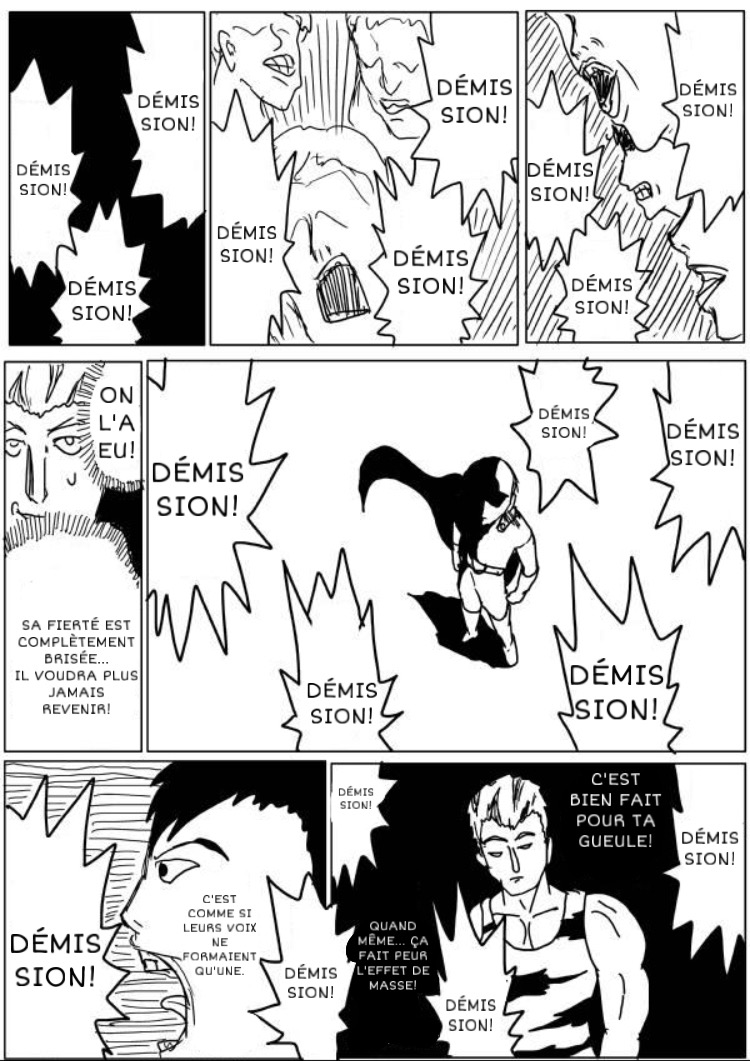 DÉMIS
SION!
DÉMIS
SION!
DÉMIS
SION!
DÉMIS
SION!
DÉMIS
SION!
DÉMIS
SION!
DÉMIS
SION!
DÉMIS
SION!
DÉMIS
SION!
ON
L'A
EU!
SA FIERTÉ EST
COMPLÈTEMENT
BRISÉE...
IL VOUDRA PLUS
JAMAIS
REVENIR!
DÉMIS
SION!
DÉMIS
SION!
DÉMIS
SION!
DÉMIS
SION!
DÉMIS
SION!
DÉMIS
SION!
C'EST
COMME SI
LEURS VOIX
NE
FORMAIENT
QU'UNE.
DÉMIS
SION!
DÉMIS
SION!
C'EST
BIEN FAIT
POUR TA
GUEULE!
DÉMIS
SION!
QUAND
MÊME... ÇA
FAIT PEUR
L'EFFET DE
MASSE!
DÉMIS
SION!